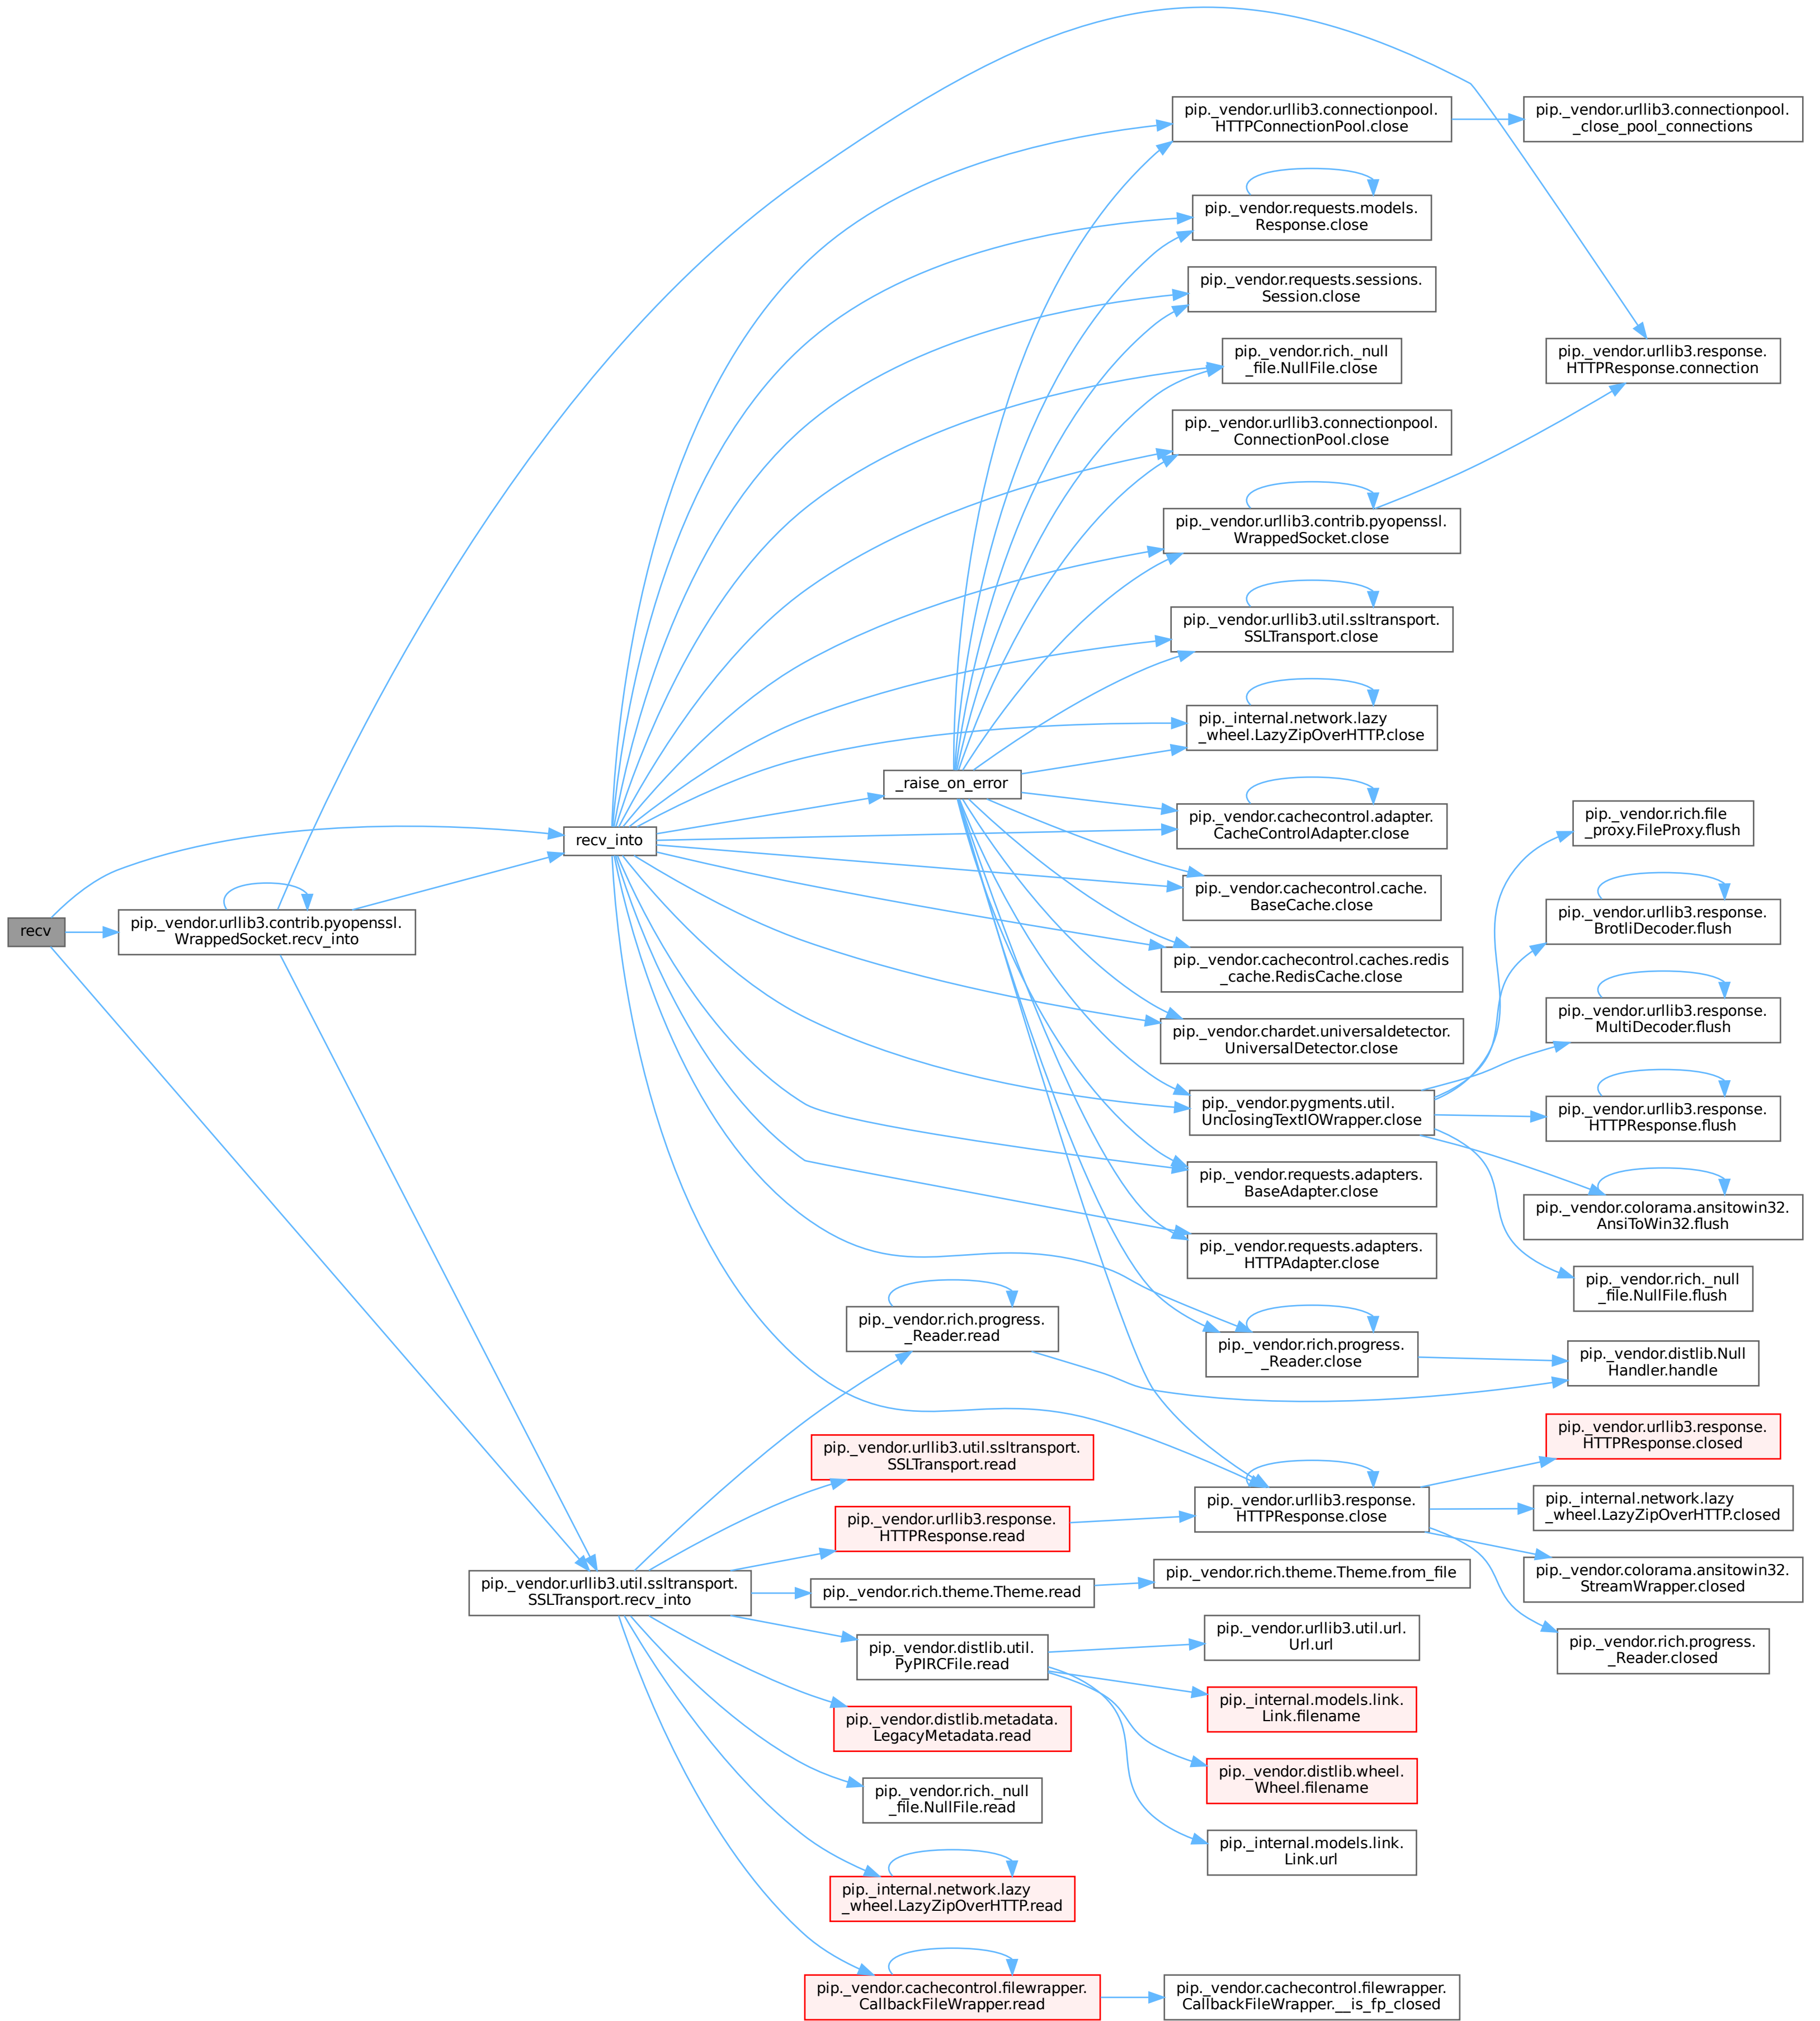 pip._vendor.urllib3.connectionpool.
HTTPConnectionPool.close
pip._vendor.urllib3.connectionpool.
_close_pool_connections
pip._vendor.requests.models.
Response.close
pip._vendor.requests.sessions.
Session.close
pip._vendor.rich._null
_file.NullFile.close
pip._vendor.urllib3.response.
HTTPResponse.connection
pip._vendor.urllib3.connectionpool.
ConnectionPool.close
pip._vendor.urllib3.contrib.pyopenssl.
WrappedSocket.close
pip._vendor.urllib3.util.ssltransport.
SSLTransport.close
pip._internal.network.lazy
_wheel.LazyZipOverHTTP.close
_raise_on_error
pip._vendor.cachecontrol.adapter.
CacheControlAdapter.close
pip._vendor.rich.file
_proxy.FileProxy.flush
recv_into
pip._vendor.cachecontrol.cache.
BaseCache.close
pip._vendor.urllib3.response.
BrotliDecoder.flush
recv
pip._vendor.urllib3.contrib.pyopenssl.
WrappedSocket.recv_into
pip._vendor.cachecontrol.caches.redis
_cache.RedisCache.close
pip._vendor.urllib3.response.
MultiDecoder.flush
pip._vendor.chardet.universaldetector.
UniversalDetector.close
pip._vendor.pygments.util.
UnclosingTextIOWrapper.close
pip._vendor.urllib3.response.
HTTPResponse.flush
pip._vendor.requests.adapters.
BaseAdapter.close
pip._vendor.colorama.ansitowin32.
AnsiToWin32.flush
pip._vendor.requests.adapters.
HTTPAdapter.close
pip._vendor.rich._null
_file.NullFile.flush
pip._vendor.rich.progress.
_Reader.read
pip._vendor.rich.progress.
_Reader.close
pip._vendor.distlib.Null
Handler.handle
pip._vendor.urllib3.util.ssltransport.
SSLTransport.read
pip._vendor.urllib3.response.
HTTPResponse.closed
pip._vendor.urllib3.response.
HTTPResponse.read
pip._vendor.urllib3.response.
HTTPResponse.close
pip._internal.network.lazy
_wheel.LazyZipOverHTTP.closed
pip._vendor.urllib3.util.ssltransport.
SSLTransport.recv_into
pip._vendor.rich.theme.Theme.read
pip._vendor.rich.theme.Theme.from_file
pip._vendor.colorama.ansitowin32.
StreamWrapper.closed
pip._vendor.distlib.util.
PyPIRCFile.read
pip._vendor.urllib3.util.url.
Url.url
pip._vendor.rich.progress.
_Reader.closed
pip._vendor.distlib.metadata.
LegacyMetadata.read
pip._internal.models.link.
Link.filename
pip._vendor.rich._null
_file.NullFile.read
pip._vendor.distlib.wheel.
Wheel.filename
pip._internal.models.link.
Link.url
pip._internal.network.lazy
_wheel.LazyZipOverHTTP.read
pip._vendor.cachecontrol.filewrapper.
CallbackFileWrapper.read
pip._vendor.cachecontrol.filewrapper.
CallbackFileWrapper.__is_fp_closed